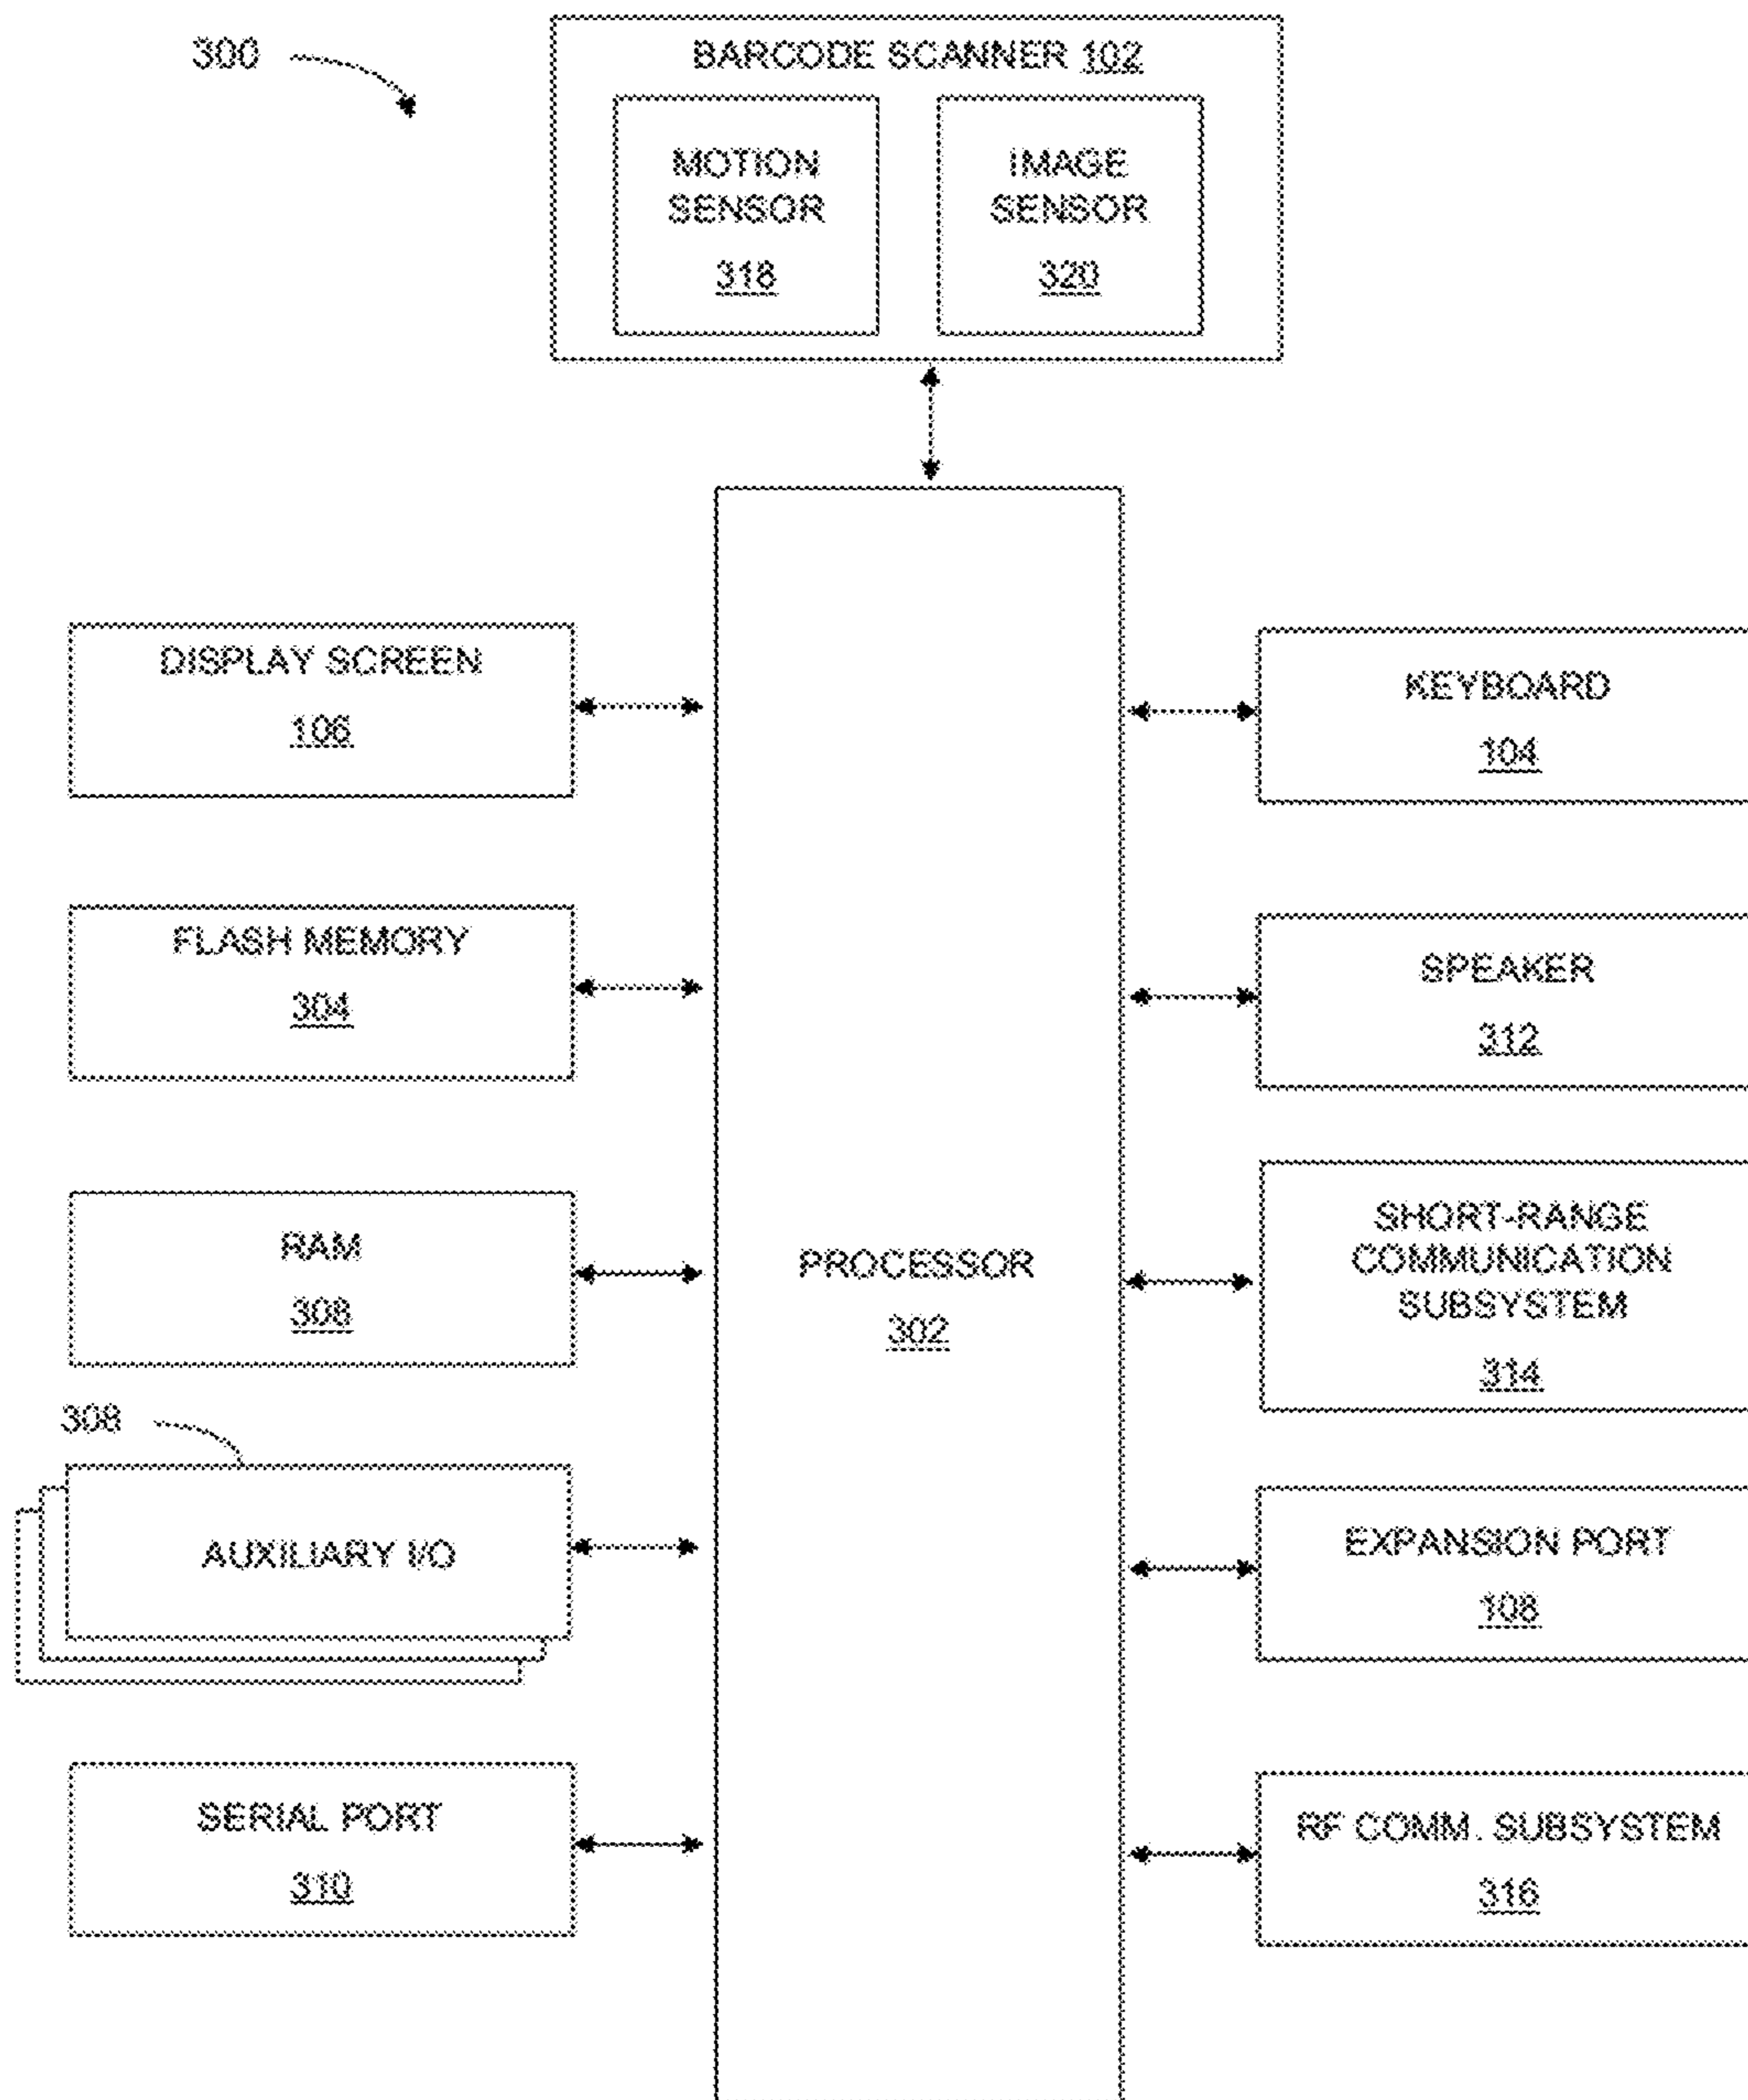 300
BARCODE SCANNER 102
MOTION
SENSOR
318
IMAGE
SENSOR
320
DISPLAY SCREEN
106
KEYBOARD
104
FLASH MEMORY
304
SPEAKER
312
RAM
308
PROCESSOR
302
SHORT-RANGE
COMMUNICATION
SUBSYSTEM
314
308
AUXILIARY I/O
EXPANSION PORT
108
SERIAL PORT
310
RF COMM. SUBSYSTEM
316